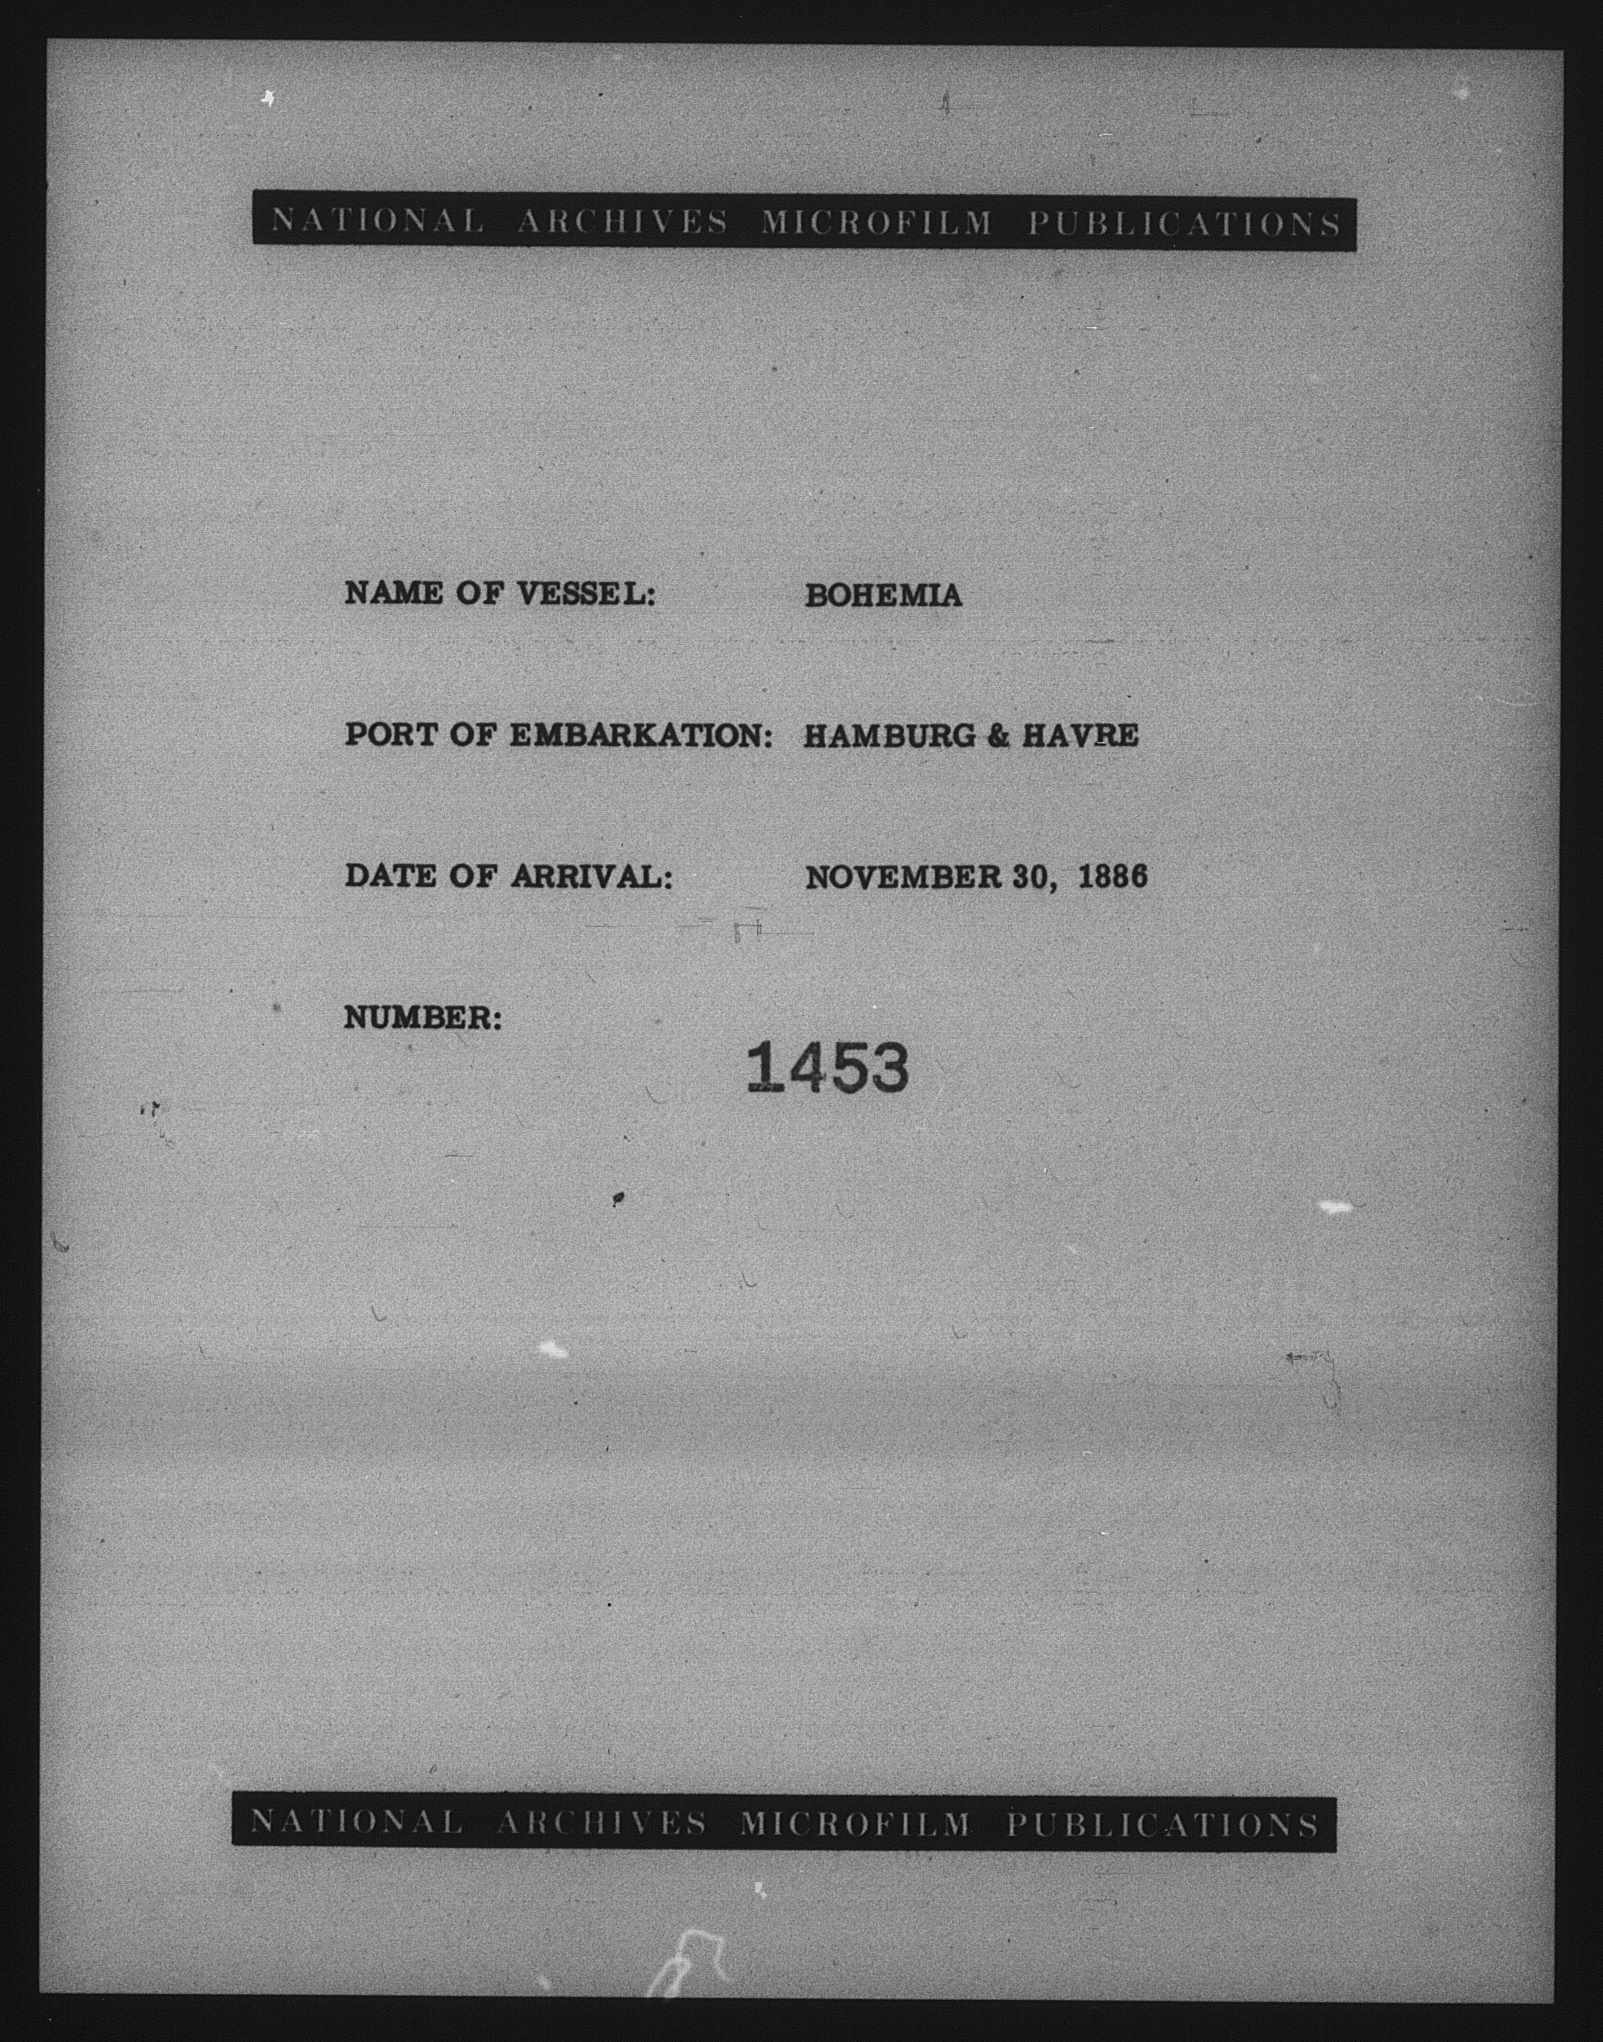 NATIONAL ARCHIVES MICROFILM PUBLICATIONS
NAME OF VESSEL: BOHEMIA
PORT OF EMBARKATION: HAMBURG & HAVRE
DATE OF ARRIVAL: NOVEMBER 30, 1886
NUMBER:
1453
NATIONAL ARCHIVES MICROFILM PUBLICATIONS